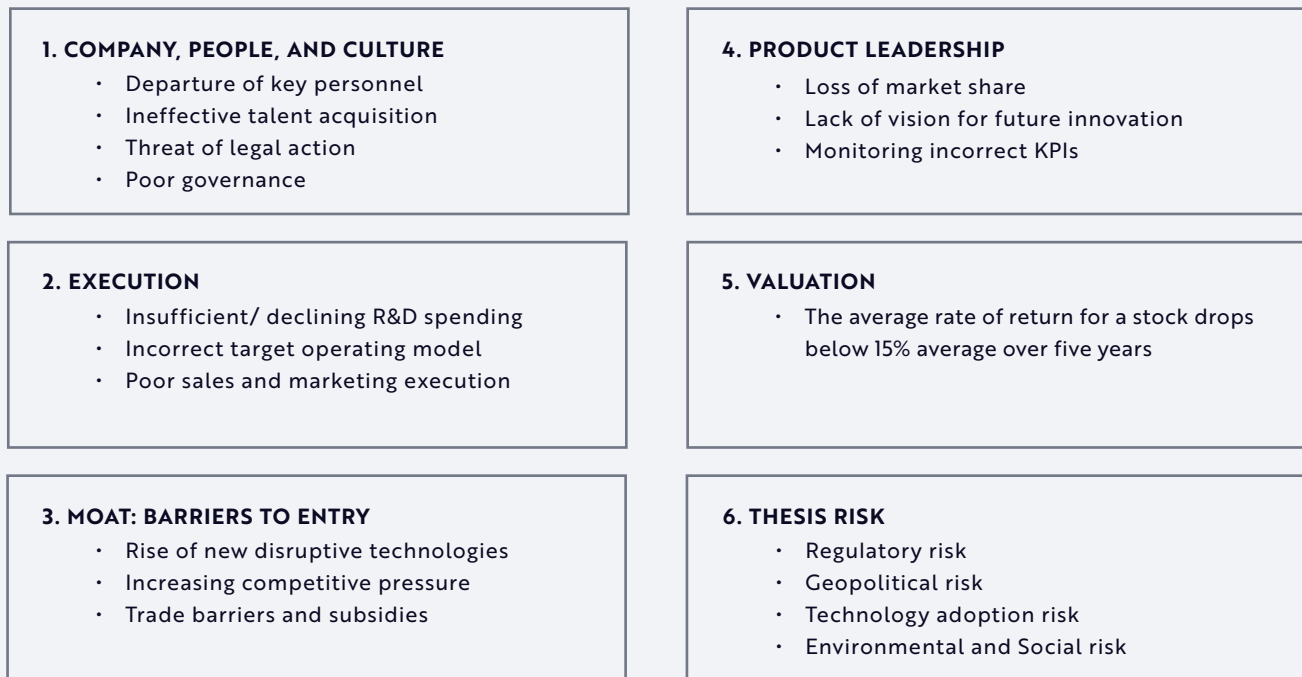 1. COMPANY, PEOPLE, AND CULTURE
• Departure of key personnel
• Ineffective talent acquisition
• Threat of legal action
• Poor governance
2. EXECUTION
• Insufficient/ declining R&D spending
• Incorrect target operating model
• Poor sales and marketing execution
3. MOAT: BARRIERS TO ENTRY
• Rise of new disruptive technologies
• Increasing competitive pressure
• Trade barriers and subsidies
4. PRODUCT LEADERSHIP
• Loss of market share
• Lack of vision for future innovation
• Monitoring incorrect KPIs
5. VALUATION
• The average rate of return for a stock drops
below 15% average over five years
6. THESIS RISK
• Regulatory risk
• Geopolitical risk
• Technology adoption risk
• Environmental and Social risk